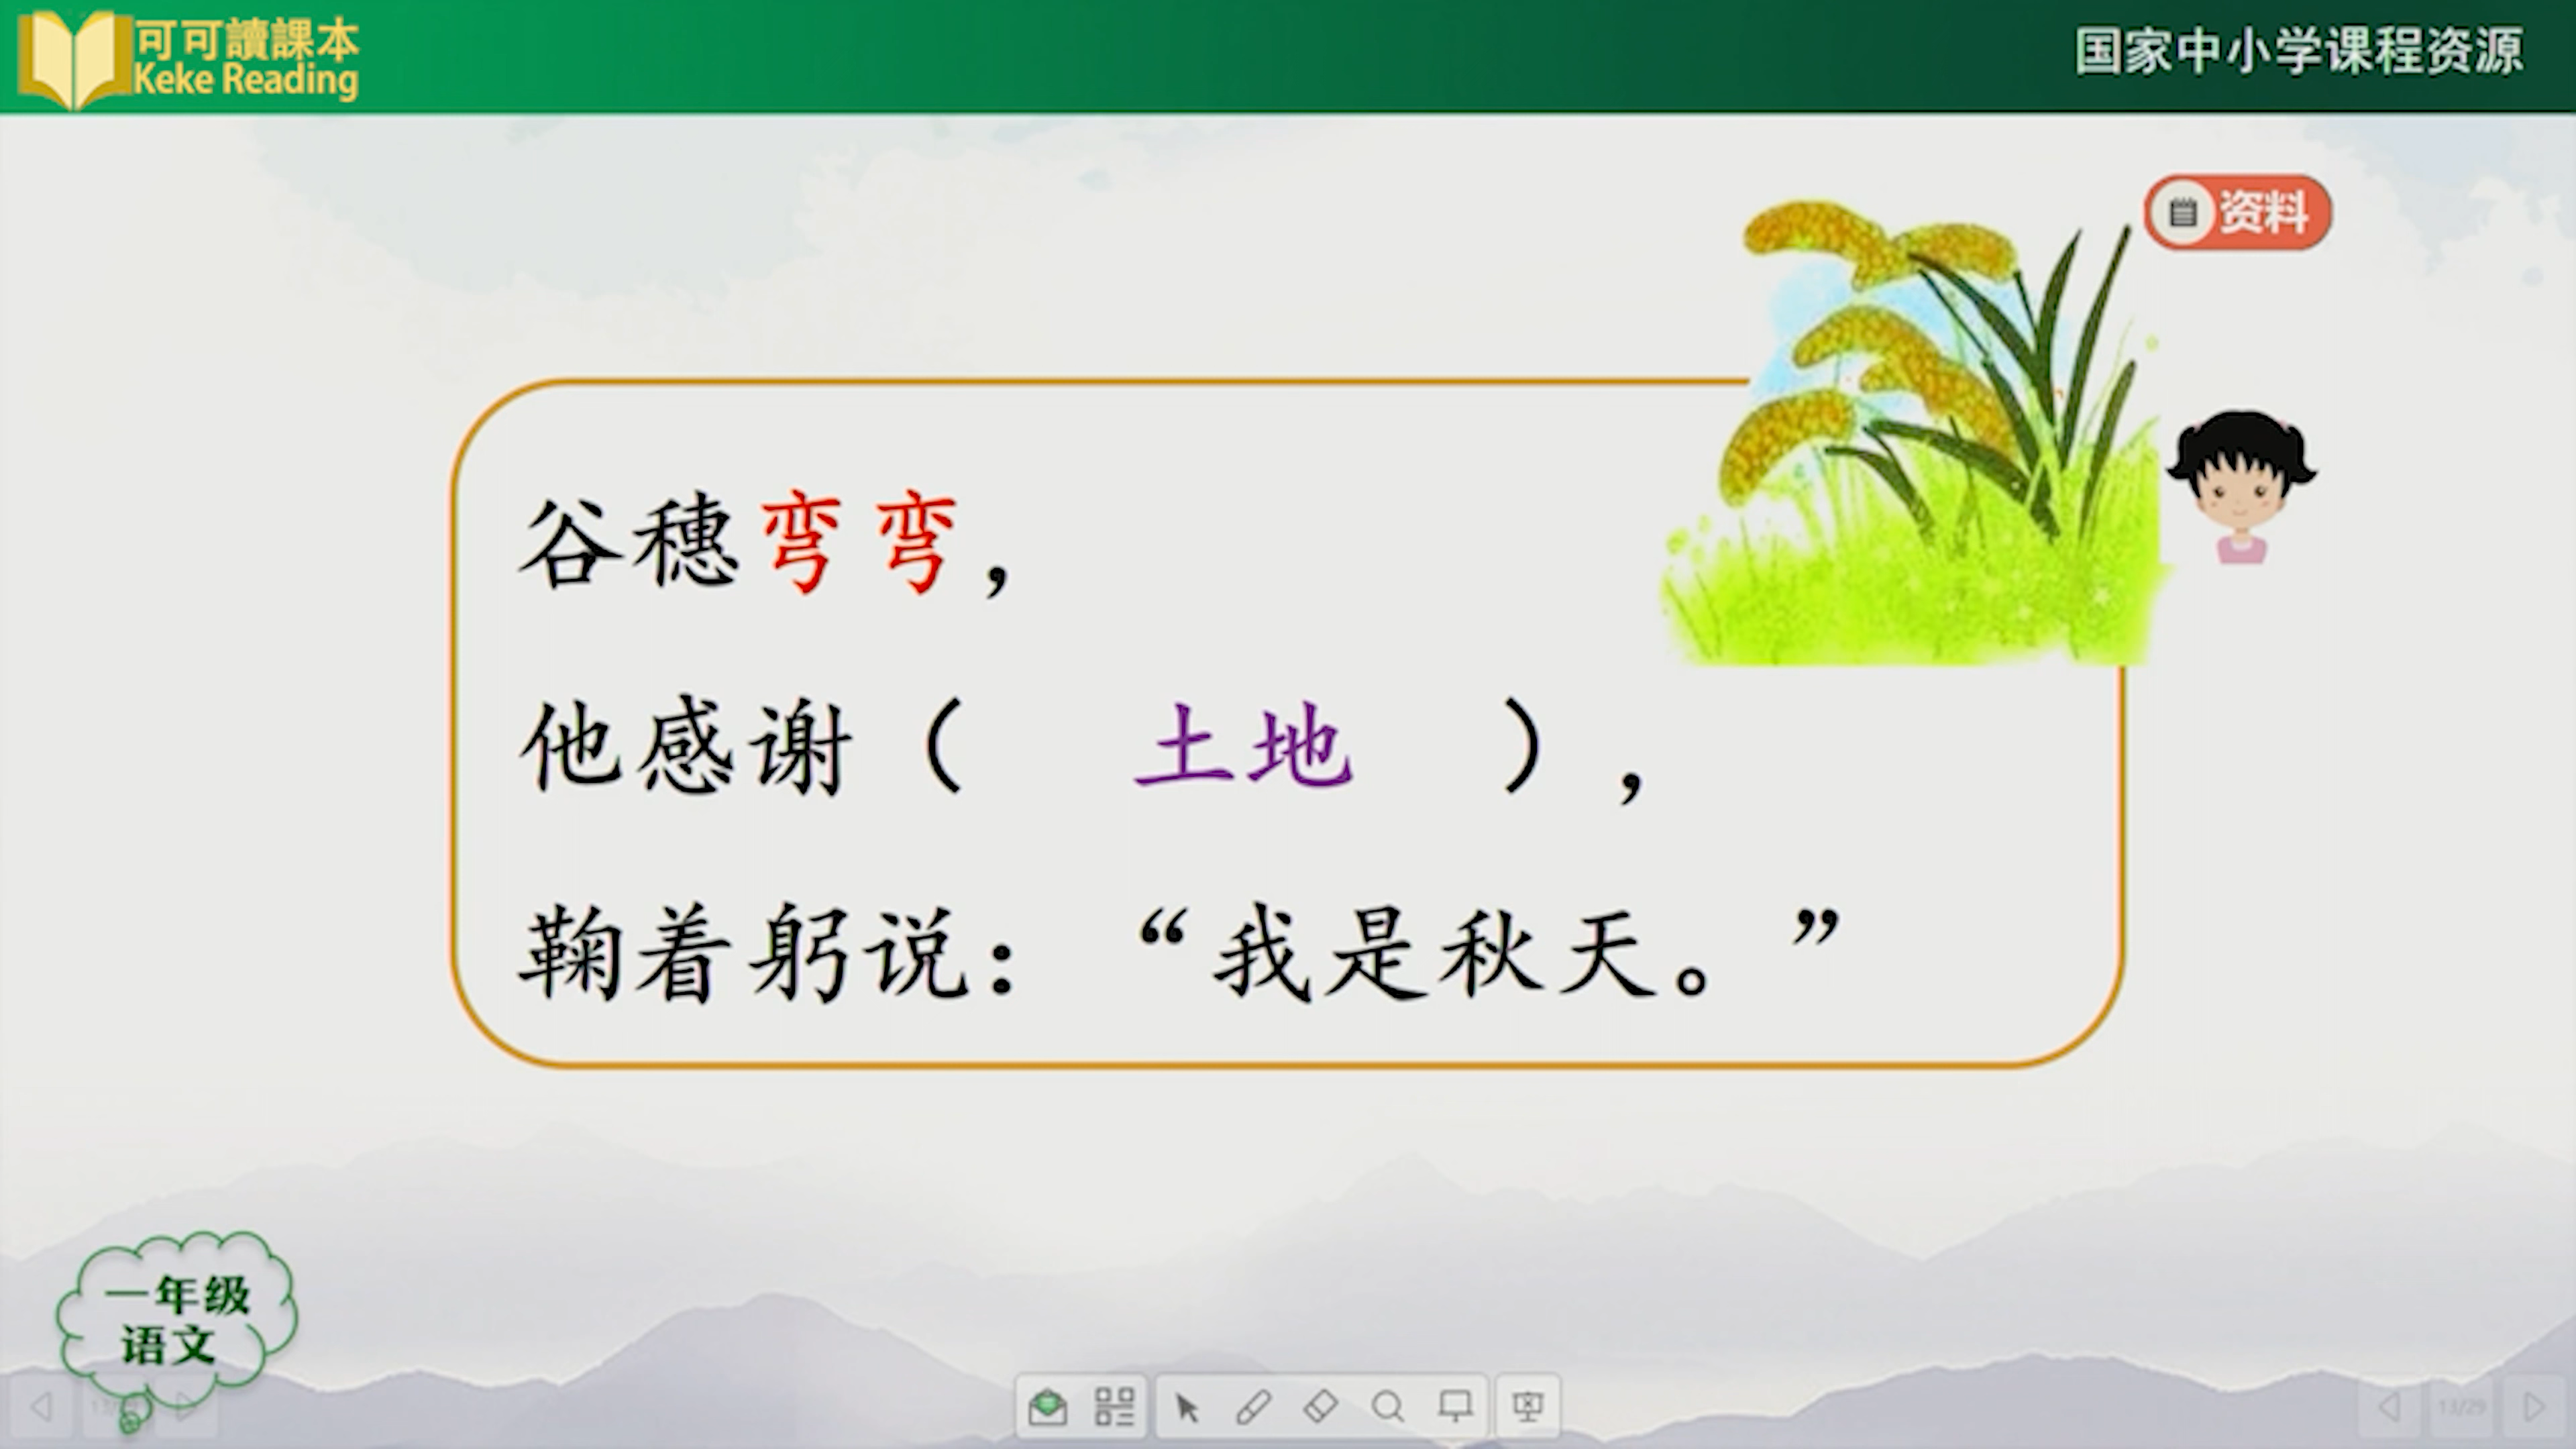 可可讀課本
Keke Reading
国家中小学课程资源
资料
谷穗弯弯，
他感谢（ 土地 ），
鞠着躬说：“我是秋天。”
一年级
语文
13/29